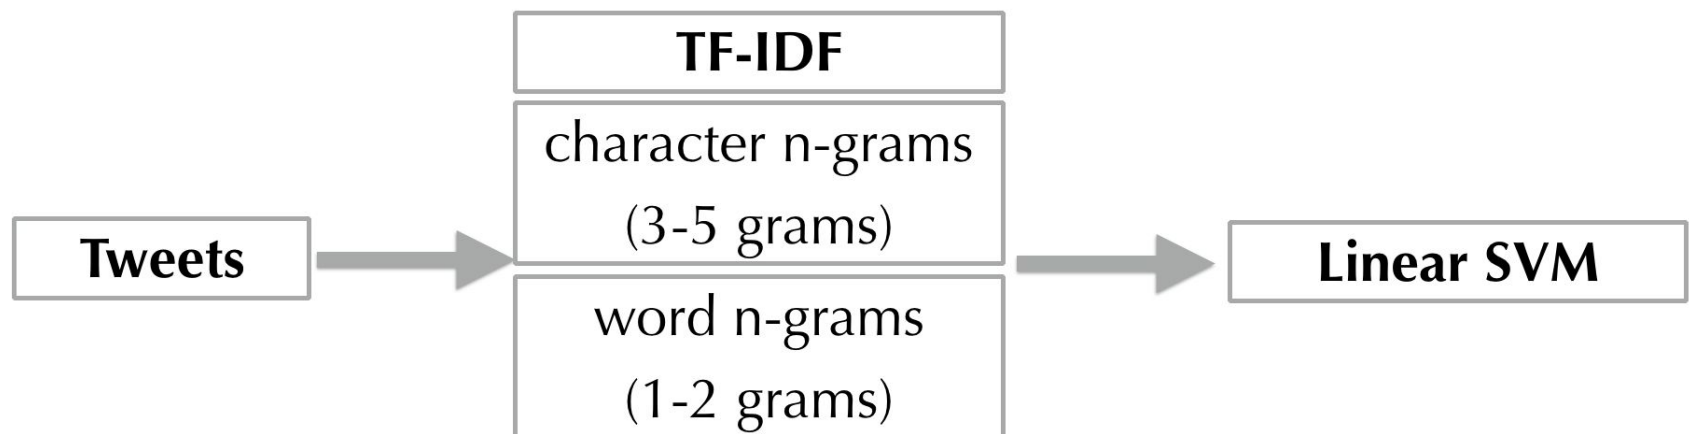 TF-IDF
character n-grams
(3-5 grams)
Tweets
Linear SVM
word n-grams
(1-2 grams)